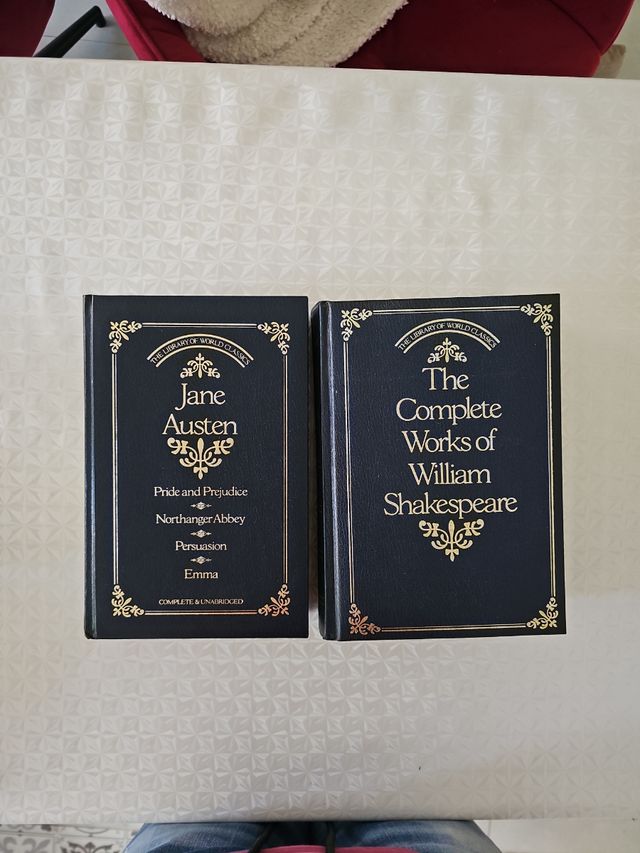 THE LIBRARY OF WORLD CLASSICS
Jane
Austen
Pride and Prejudice
Northanger Abbey
Persuasion
Emma
COMPLETE & UNABRIDGED
THE LIBRARY OF WORLD CLASSICS
The
Complete
Works of
William
Shakespeare